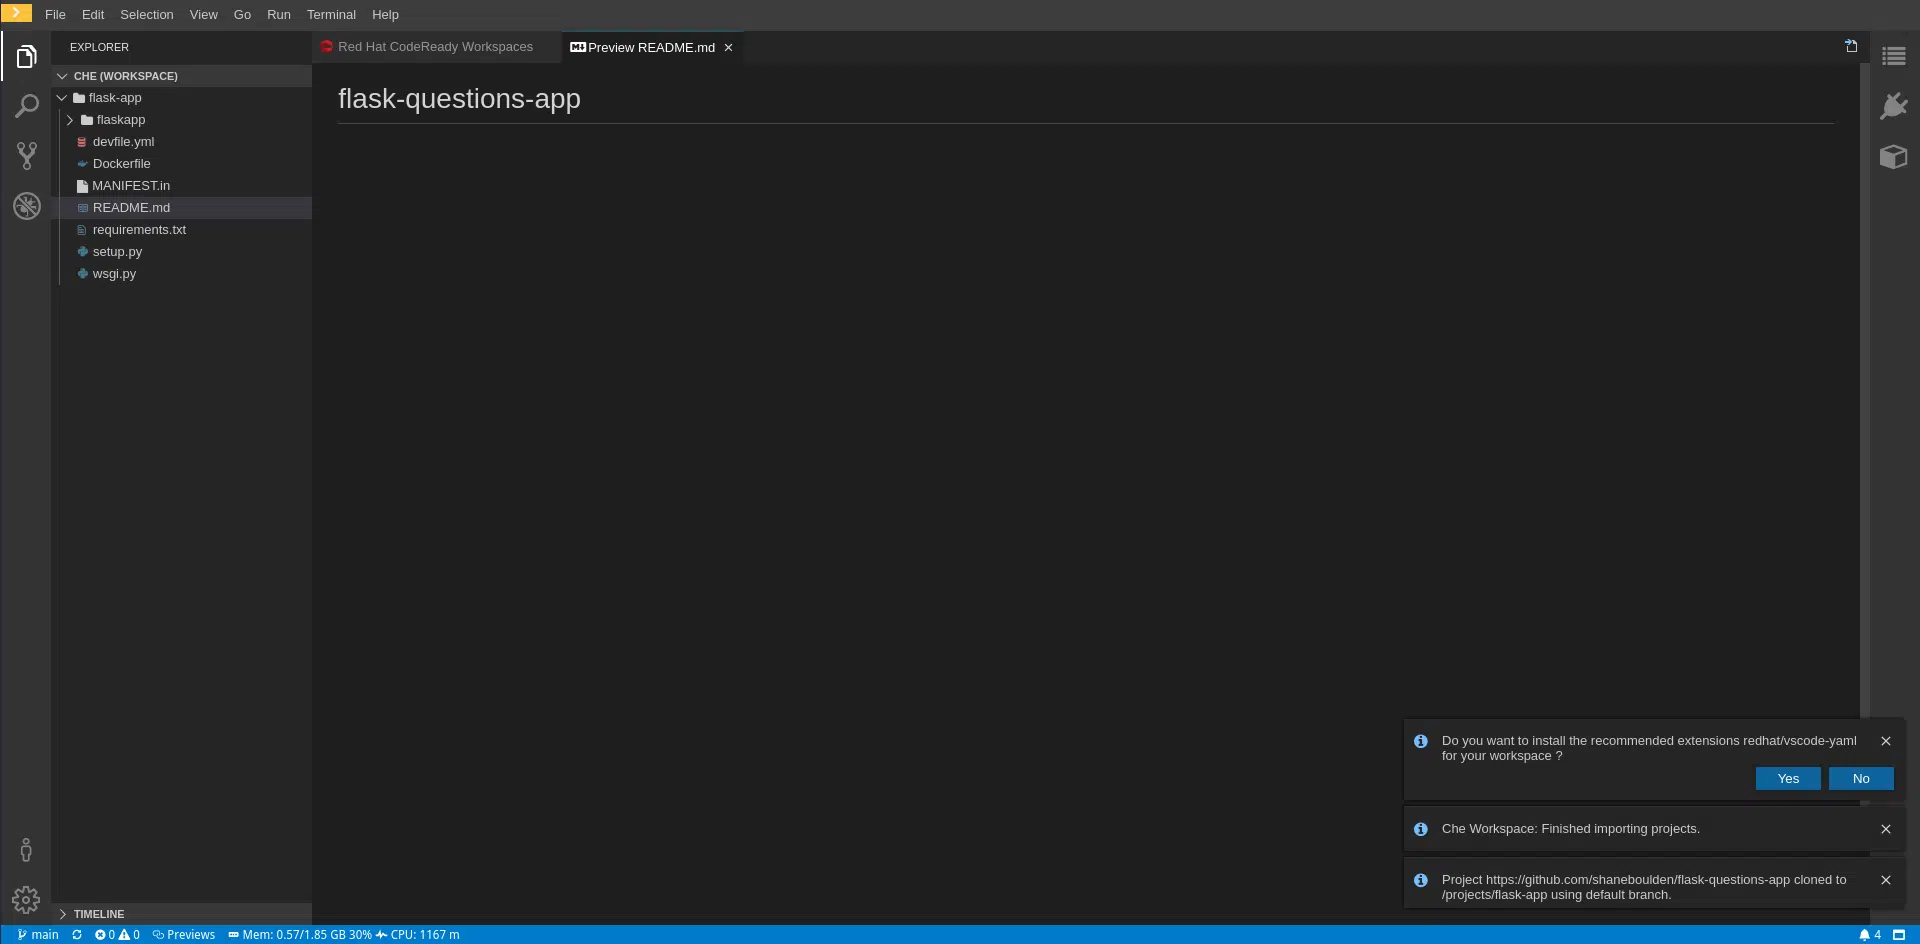 File Edit Selection View Go Run Terminal Help
EXPLORER
CHE (WORKSPACE)
flask-app
flaskapp
devfile.yml
Dockerfile
MANIFEST.in
README.md
requirements.txt
setup.py
wsgi.py
TIMELINE
Red Hat CodeReady Workspaces
Preview README.md
flask-questions-app
Do you want to install the recommended extensions redhat/vscode-yaml
for your workspace ?
Yes No
Che Workspace: Finished importing projects.
Project https://github.com/shaneboulden/flask-questions-app cloned to
/projects/flask-app using default branch.
main 0 0 Previews Mem: 0.57/1.85 GB 30% CPU: 1167 m 4